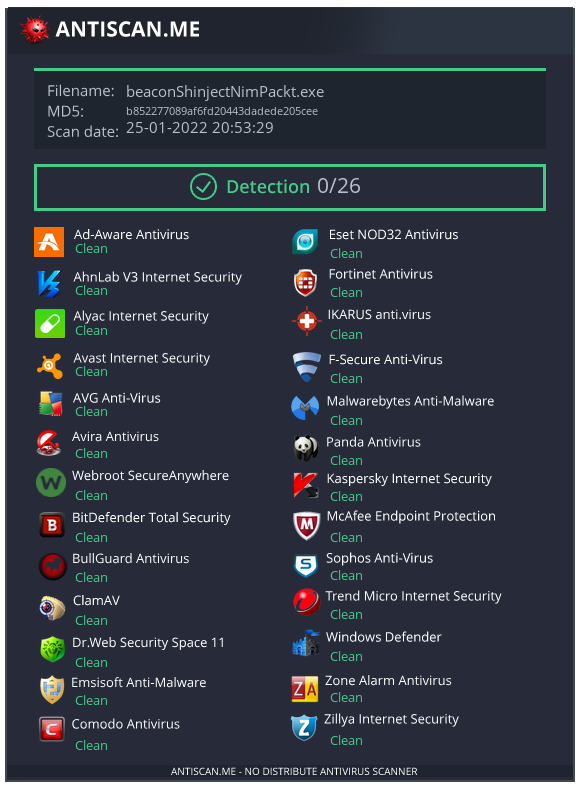 ANTISCAN.ME
Filename: beaconShinjectNimPackt.exe
MD5: b852277089af6fd20443dadede205cee
Scan date: 25-01-2022 20:53:29
Detection 0/26
Ad-Aware Antivirus
Clean
AhnLab V3 Internet Security
Clean
Alyac Internet Security
Clean
Avast Internet Security
Clean
AVG Anti-Virus
Clean
Avira Antivirus
Clean
Webroot SecureAnywhere
Clean
BitDefender Total Security
Clean
BullGuard Antivirus
Clean
ClamAV
Clean
Dr.Web Security Space 11
Clean
Emsisoft Anti-Malware
Clean
Comodo Antivirus
Clean
Eset NOD32 Antivirus
Clean
Fortinet Antivirus
Clean
IKARUS anti.virus
Clean
F-Secure Anti-Virus
Clean
Malwarebytes Anti-Malware
Clean
Panda Antivirus
Clean
Kaspersky Internet Security
Clean
McAfee Endpoint Protection
Clean
Sophos Anti-Virus
Clean
Trend Micro Internet Security
Clean
Windows Defender
Clean
Zone Alarm Antivirus
Clean
Zillya Internet Security
Clean
ANTISCAN.ME - NO DISTRIBUTE ANTIVIRUS SCANNER